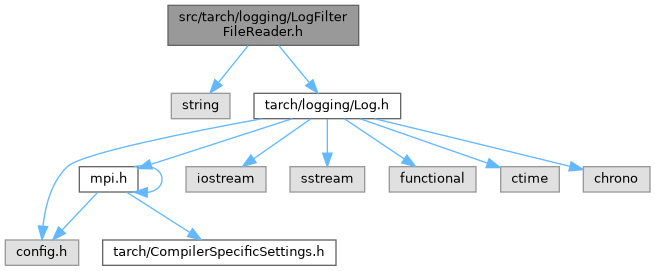 src/tarch/logging/LogFilter
FileReader.h
string
tarch/logging/Log.h
mpi.h
iostream
sstream
functional
ctime
chrono
config.h
tarch/CompilerSpecificSettings.h